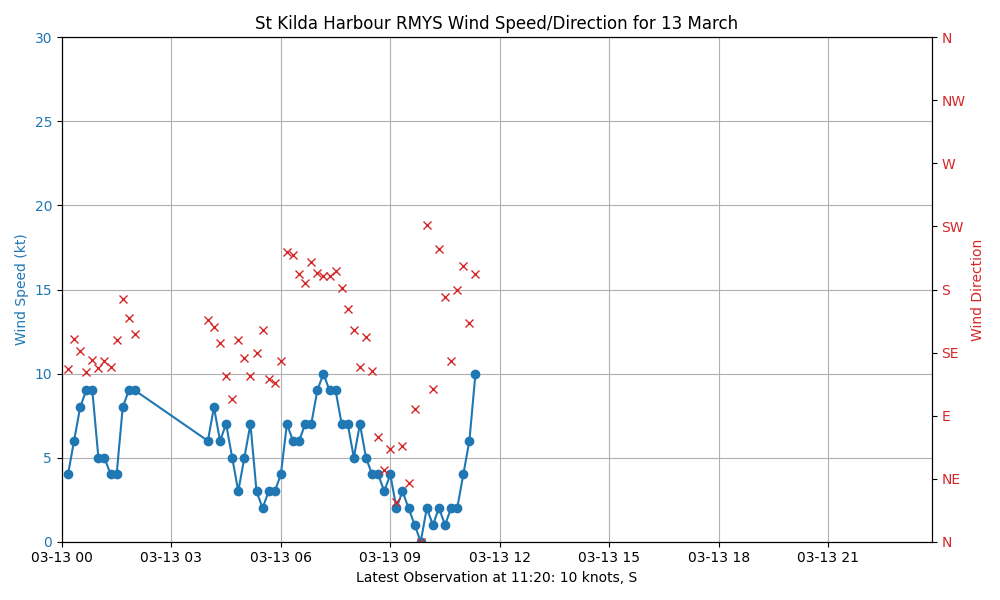 St Kilda Harbour RMYS Wind Speed/Direction for 13 March
30
25
20
15
10
5
0
Wind Speed (kt)
N
NW
W
SW
S
SE
E
NE
N
Wind Direction
03-13 00
03-13 03
03-13 06
03-13 09
03-13 12
03-13 15
03-13 18
03-13 21
Latest Observation at 11:20: 10 knots, S